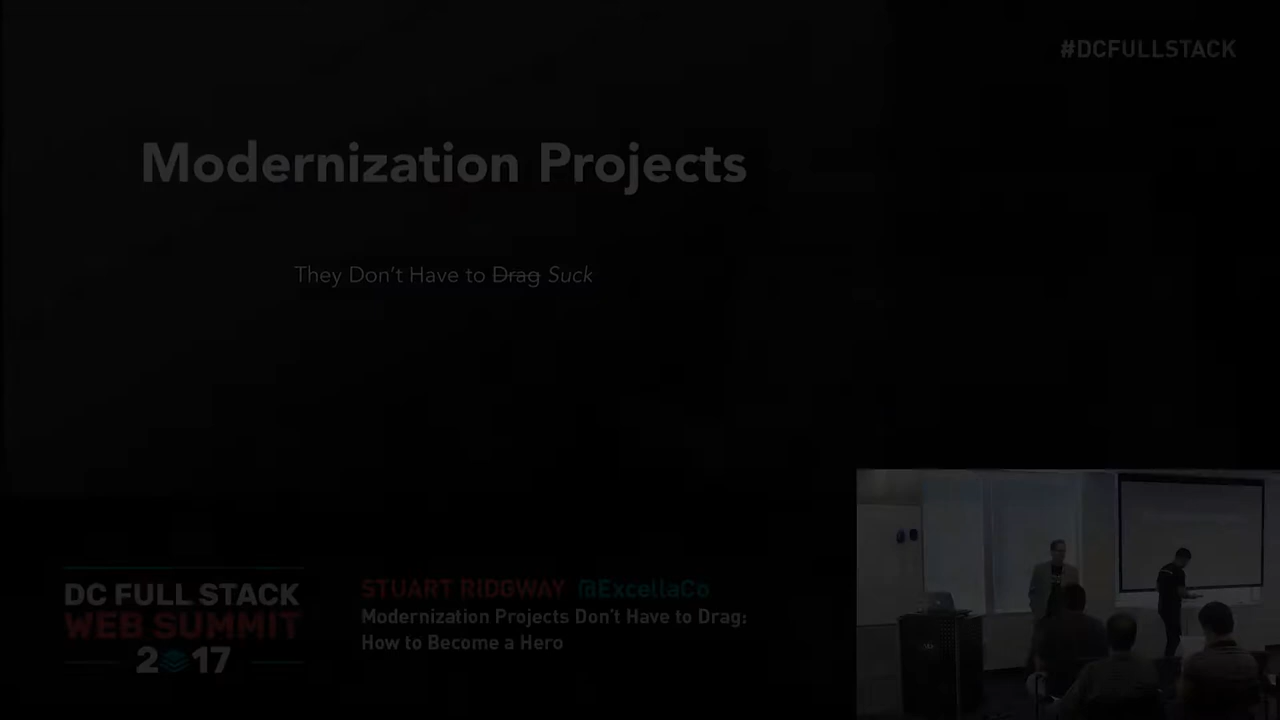 #DCFULLSTACK
Modernization Projects
They Don't Have to Drag Suck
DC FULL STACK
WEB SUMMIT
2017
STUART RIDGWAY @ExcellaCo
Modernization Projects Don't Have to Drag:
How to Become a Hero